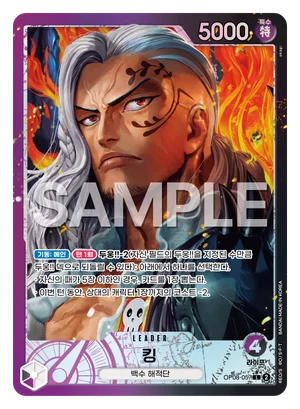 5000
특수
特
SAMPLE
기동: 메인 턴 1회 두웅!!-2(자신 필드의 두웅!!을 지정된 수만큼
두웅!! 덱으로 되돌릴 수 있다): 아래에서 하나를 선택한다.
· 자신의 패가 5장 이하인 경우, 카드를 1장 뽑는다.
· 이번 턴 동안, 상대의 캐릭터 1장까지의 코스트 -2.
LEADER
킹
백수 해적단
4
라이프
OP08-057 L
2